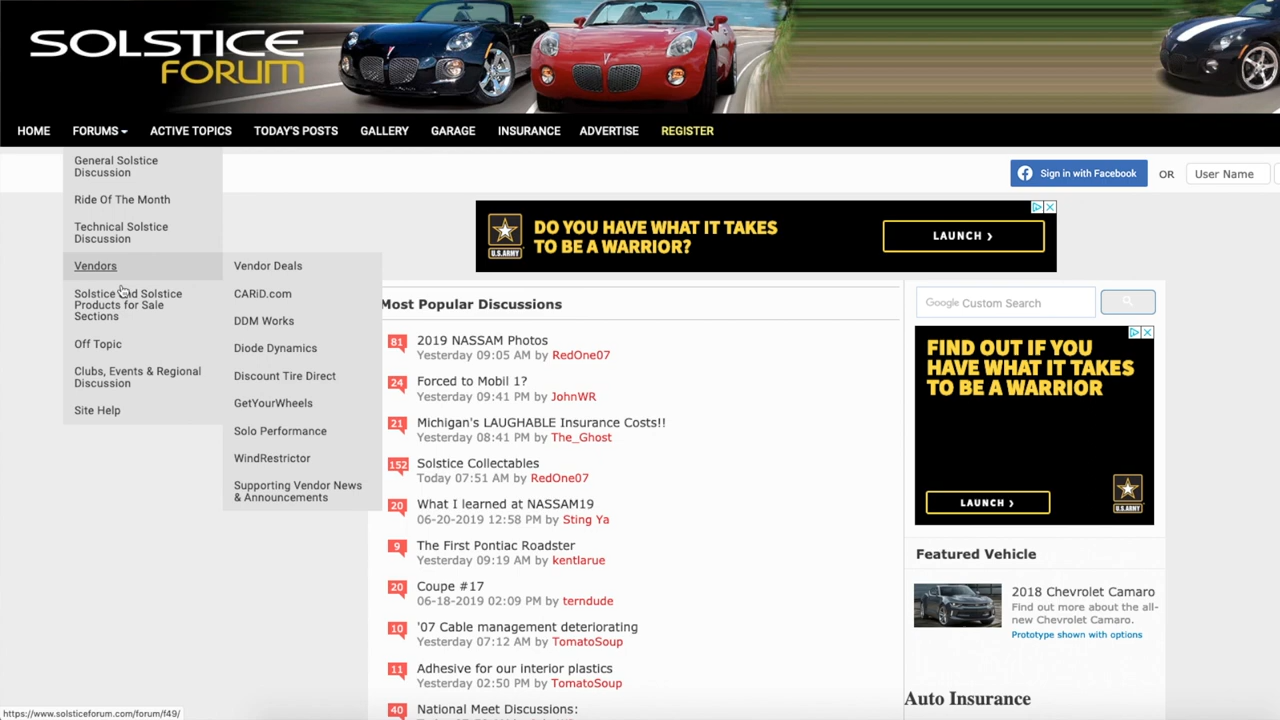 SOLSTICE
FORUM
HOME FORUMS ACTIVE TOPICS TODAY'S POSTS GALLERY GARAGE INSURANCE ADVERTISE REGISTER
General Solstice
Discussion
Ride Of The Month
Technical Solstice
Discussion
Vendors
Solstice and Solstice
Products for Sale
Sections
Off Topic
Clubs, Events & Regional
Discussion
Site Help
Vendor Deals
CARiD.com
DDM Works
Diode Dynamics
Discount Tire Direct
GetYourWheels
Solo Performance
WindRestrictor
Supporting Vendor News
& Announcements
Sign in with Facebook OR User Name
U.S.ARMY
DO YOU HAVE WHAT IT TAKES
TO BE A WARRIOR?
LAUNCH ❯
Most Popular Discussions
81 2019 NASSAM Photos
Yesterday 09:05 AM by RedOne07
24 Forced to Mobil 1?
Yesterday 09:41 PM by JohnWR
21 Michigan's LAUGHABLE Insurance Costs!!
Yesterday 08:41 PM by The_Ghost
152 Solstice Collectables
Today 07:51 AM by RedOne07
20 What I learned at NASSAM19
06-20-2019 12:58 PM by Sting Ya
9 The First Pontiac Roadster
Yesterday 09:19 AM by kentlarue
20 Coupe #17
06-18-2019 02:09 PM by terndude
10 '07 Cable management deteriorating
Yesterday 07:12 AM by TomatoSoup
11 Adhesive for our interior plastics
Yesterday 02:50 PM by TomatoSoup
40 National Meet Discussions:
Google Custom Search
FIND OUT IF YOU
HAVE WHAT IT TAKES
TO BE A WARRIOR
LAUNCH ❯
U.S.ARMY
Featured Vehicle
2018 Chevrolet Camaro
Find out more about the all-
new Chevrolet Camaro.
Prototype shown with options
Auto Insurance
https://www.solsticeforum.com/forum/f49/